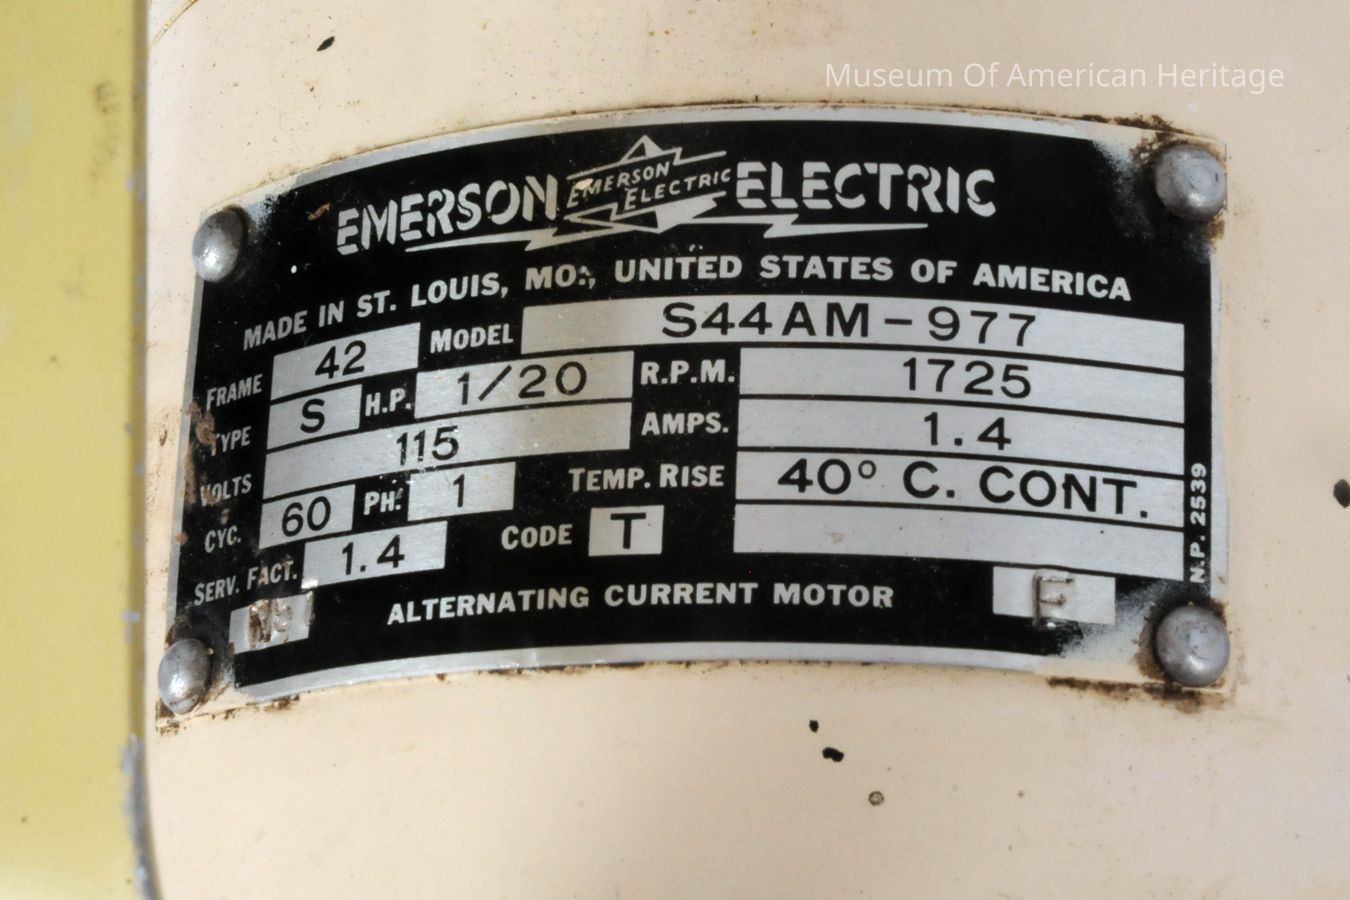 Museum Of American Heritage
EMERSON EMERSON ELECTRIC ELECTRIC
MADE IN ST. LOUIS, MO., UNITED STATES OF AMERICA
FRAME 42 MODEL S44AM-977
TYPE S H.P. 1/20 R.P.M. 1725
VOLTS 115 AMPS. 1.4
CYC. 60 PH. 1 TEMP. RISE 40° C. CONT.
SERV. FACT. 1.4 CODE T
ALTERNATING CURRENT MOTOR E
N.P. 2539